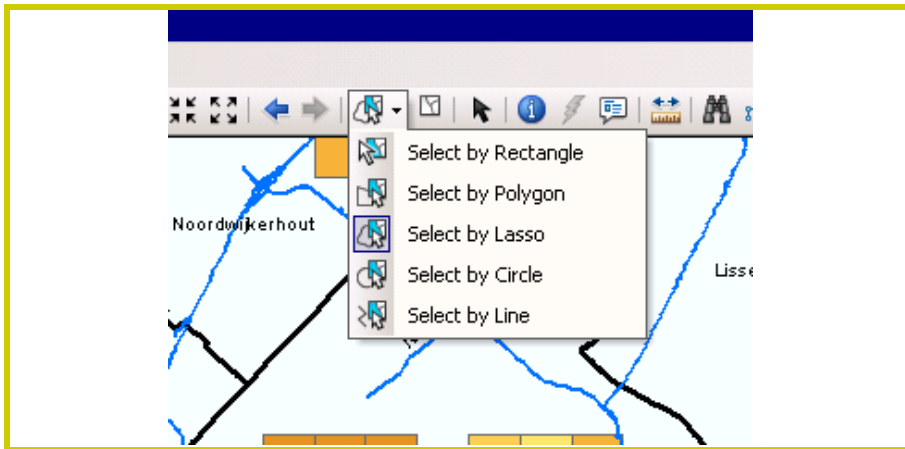 Select by Rectangle
Select by Polygon
Noordwijkerhout
Select by Lasso
Lisse
Select by Circle
Select by Line